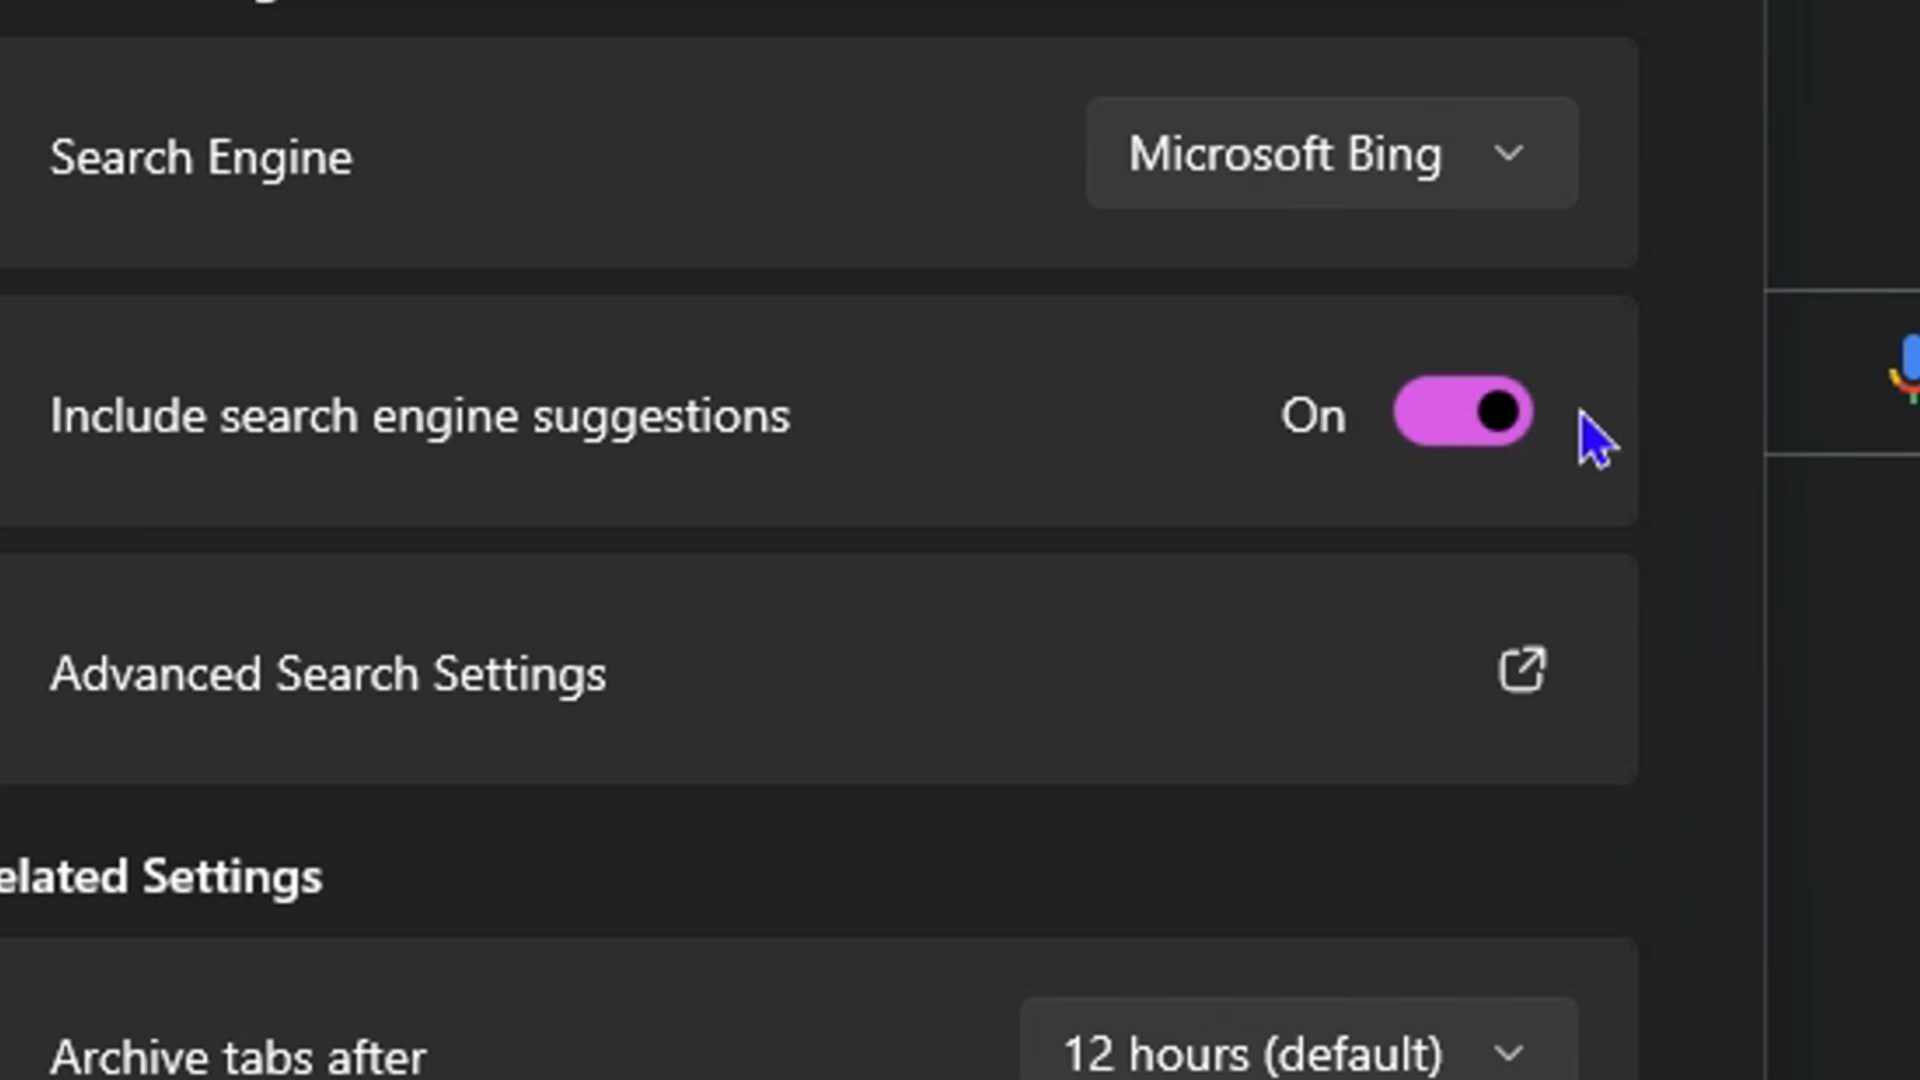 Search Engine
Microsoft Bing
Include search engine suggestions
On
Advanced Search Settings
elated Settings
Archive tabs after
12 hours (default)